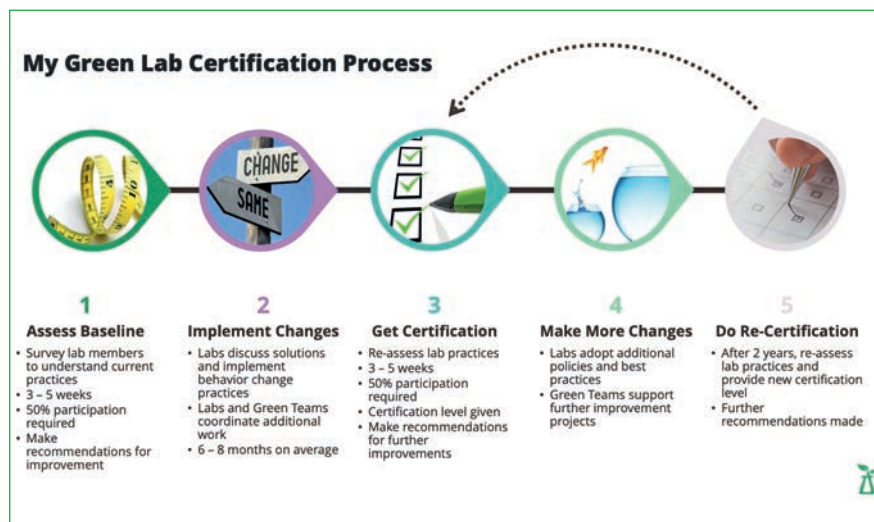 My Green Lab Certification Process
CHANGE
SAME
1
Assess Baseline
• Survey lab members
to understand current
practices
• 3 – 5 weeks
• 50% participation
required
• Make
recommendations for
improvement
2
Implement Changes
• Labs discuss solutions
and implement
behavior change
practices
• Labs and Green Teams
coordinate additional
work
• 6 – 8 months on average
3
Get Certification
• Re-assess lab practices
• 3 – 5 weeks
• 50% participation
required
• Certification level given
• Make recommendations
for further
improvements
4
Make More Changes
• Labs adopt additional
policies and best
practices
• Green Teams support
further improvement
projects
5
Do Re-Certification
• After 2 years, re-assess
lab practices and
provide new certification
level
• Further
recommendations made